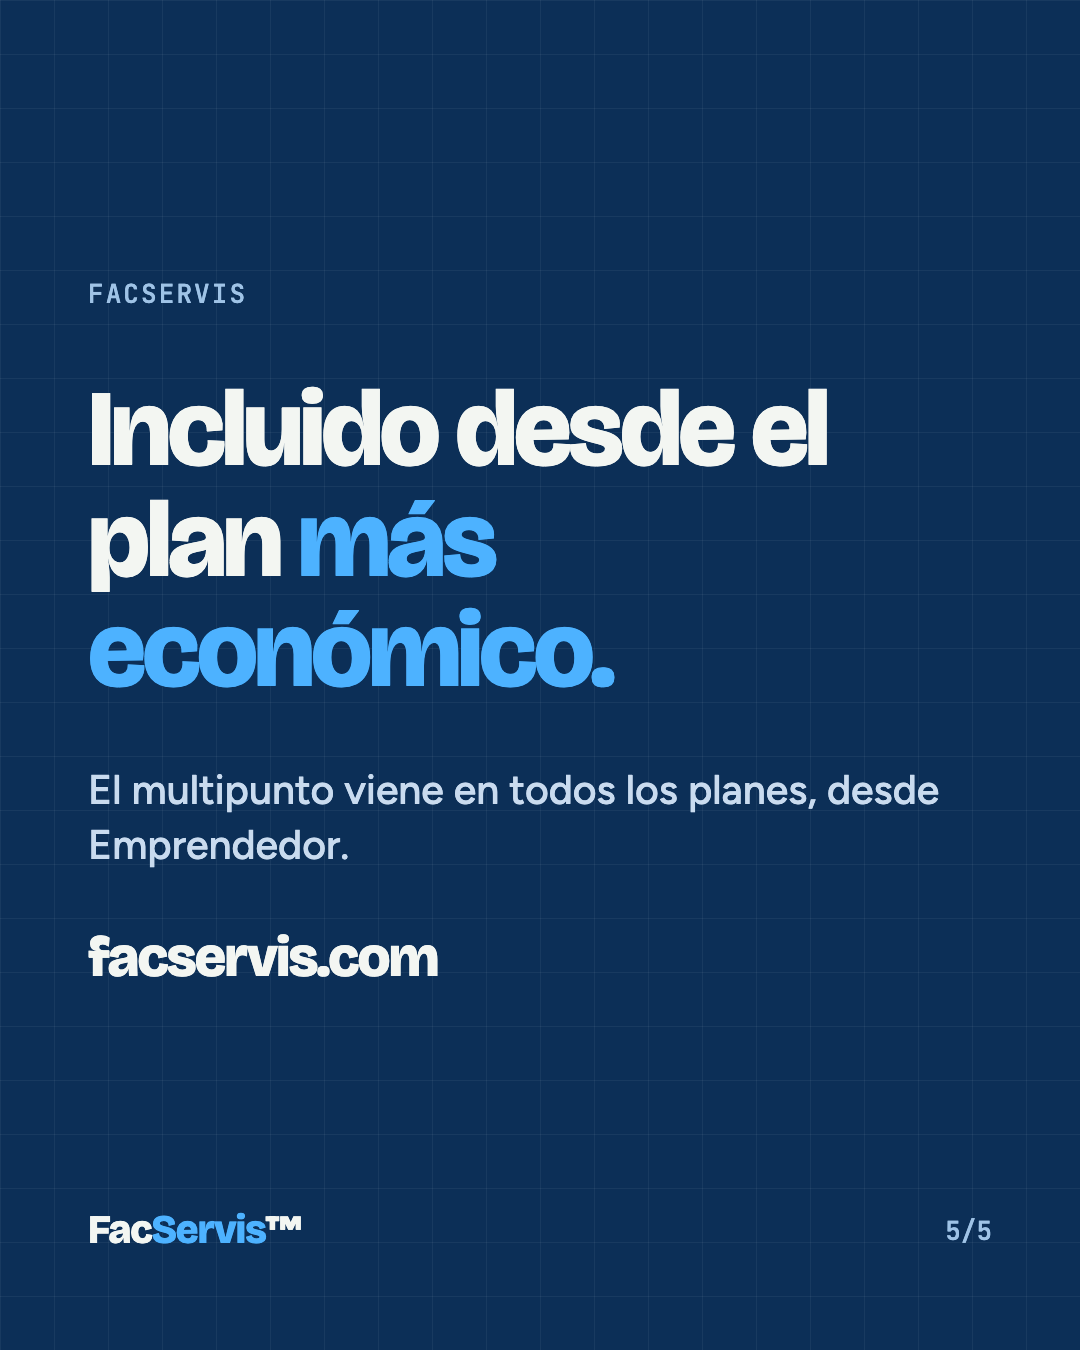 FACSERVIS
Incluido desde el
plan más
económico.
El multipunto viene en todos los planes, desde
Emprendedor.
facservis.com
FacServis™
5/5